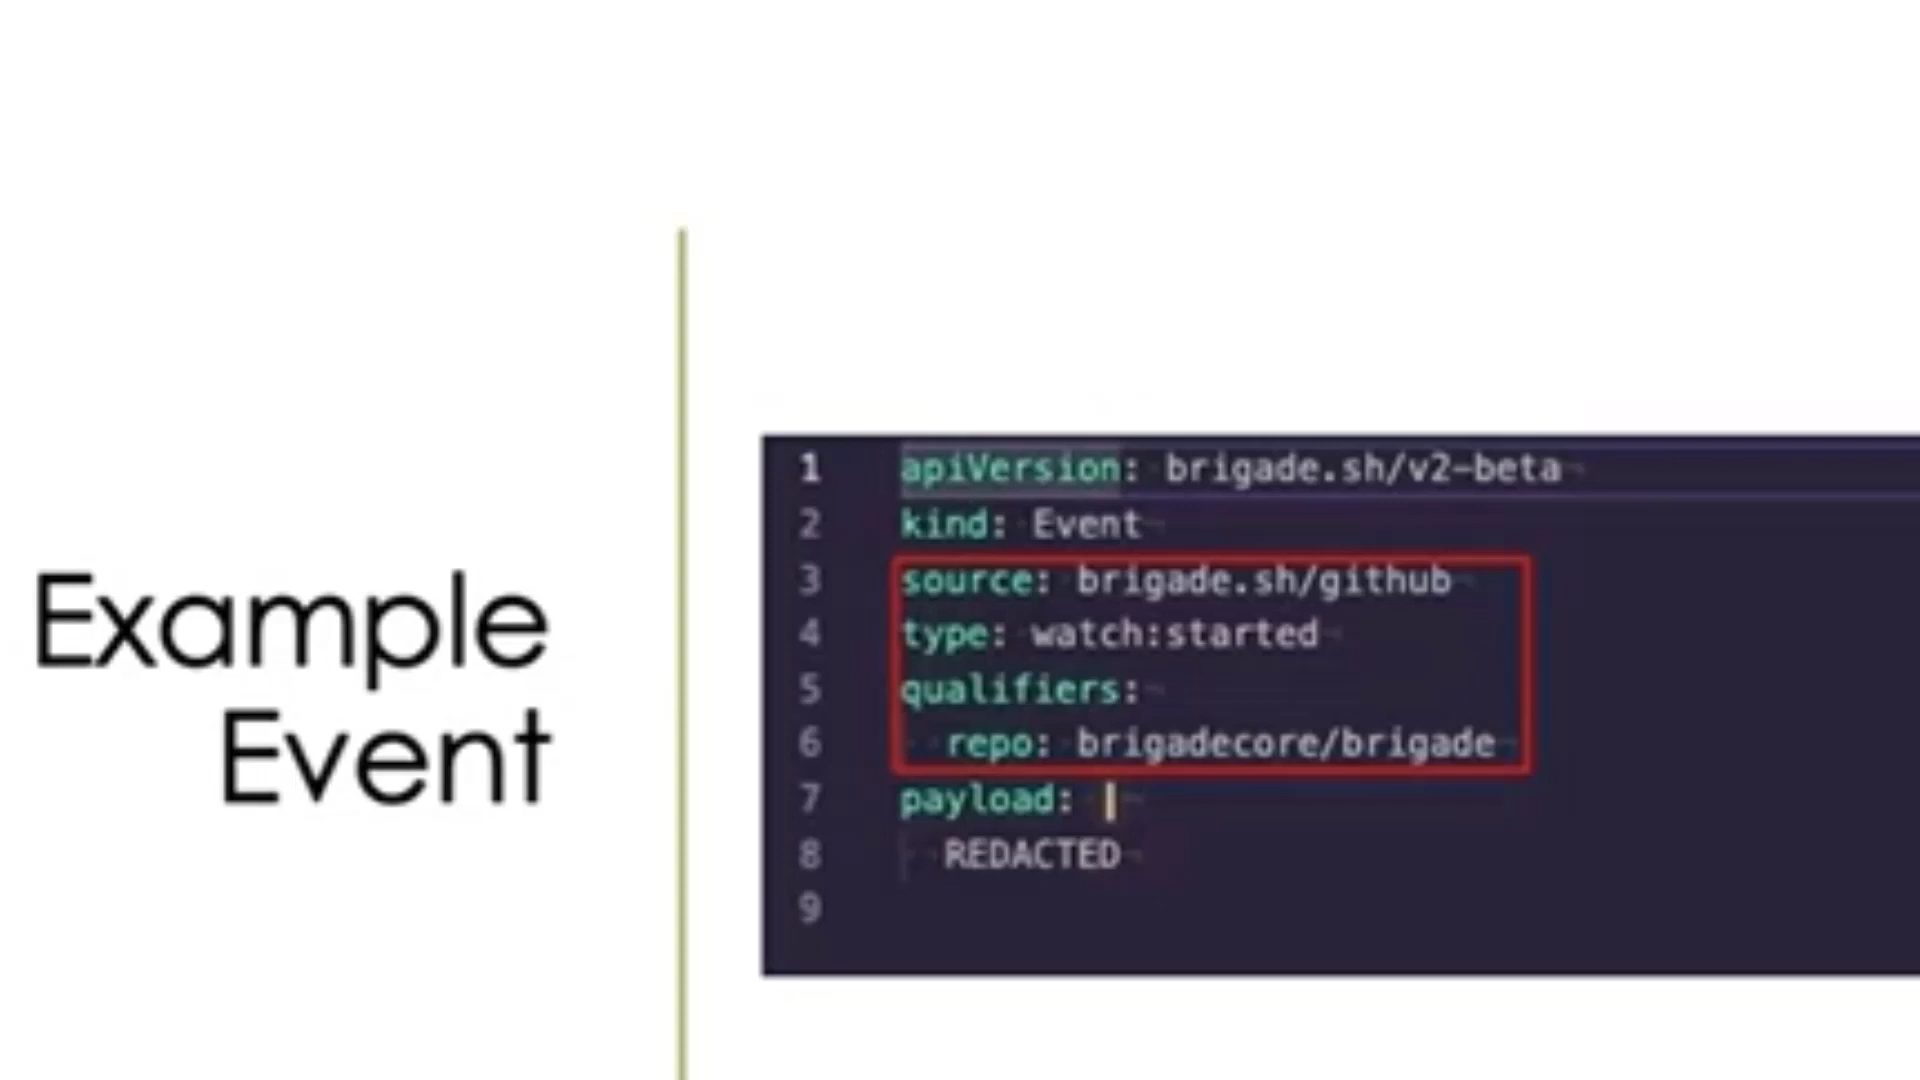 Example
Event
1 apiVersion: brigade.sh/v2-beta
2 kind: Event
3 source: brigade.sh/github
4 type: watch:started
5 qualifiers:
6   repo: brigadecore/brigade
7 payload: |
8   REDACTED
9